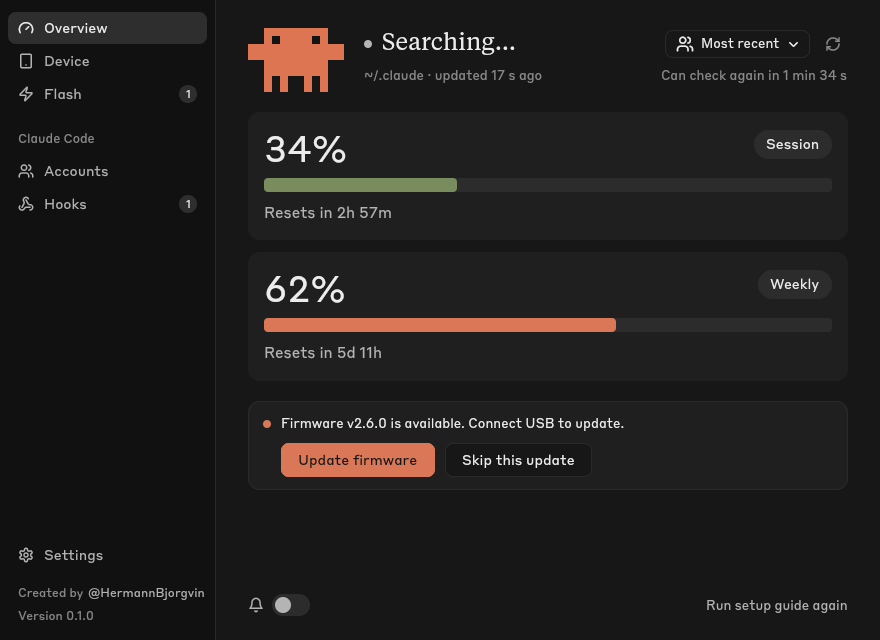 Overview
Device
Flash 1
Claude Code
Accounts
Hooks 1
Settings
Created by @HermannBjorgvin
Version 0.1.0
Searching...
~/.claude · updated 17 s ago
Most recent
Can check again in 1 min 34 s
34%
Session
Resets in 2h 57m
62%
Weekly
Resets in 5d 11h
Firmware v2.6.0 is available. Connect USB to update.
Update firmware
Skip this update
Run setup guide again